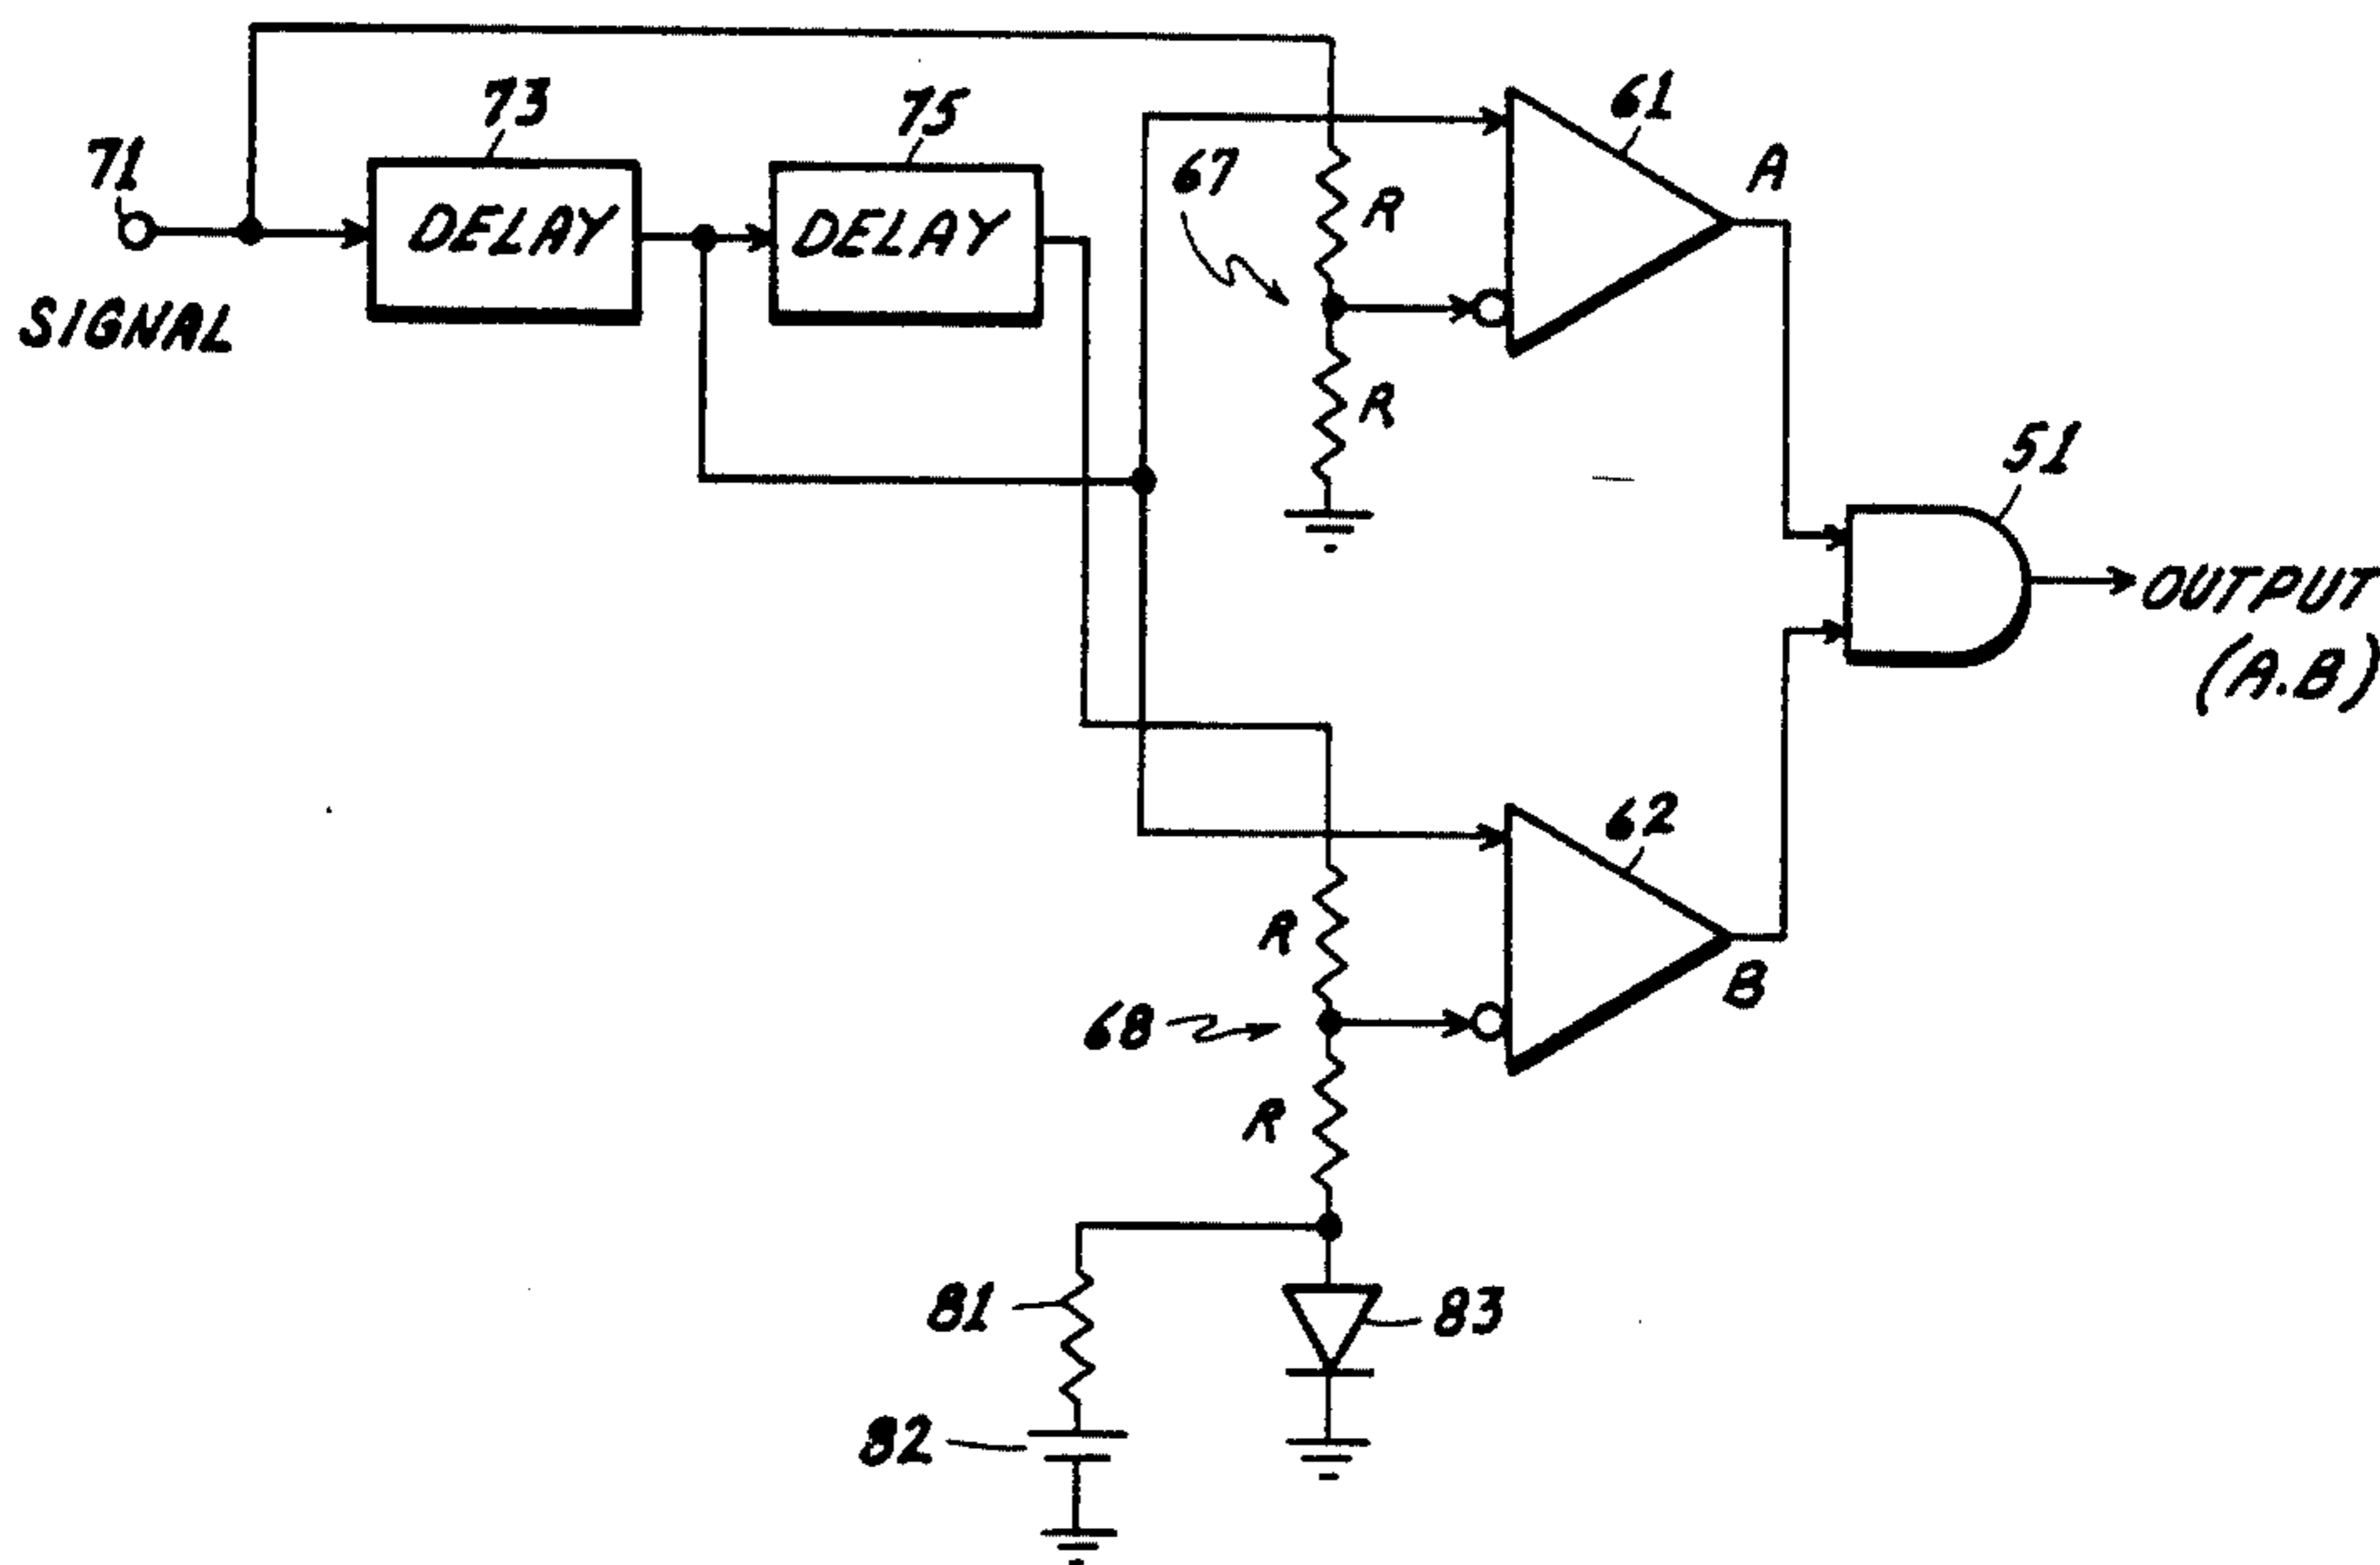 73
75
61
71
67
A
DELAY
DELAY
R
SIGNAL
R
51
OUTPUT
(A.B)
62
R
68
B
R
81
83
82